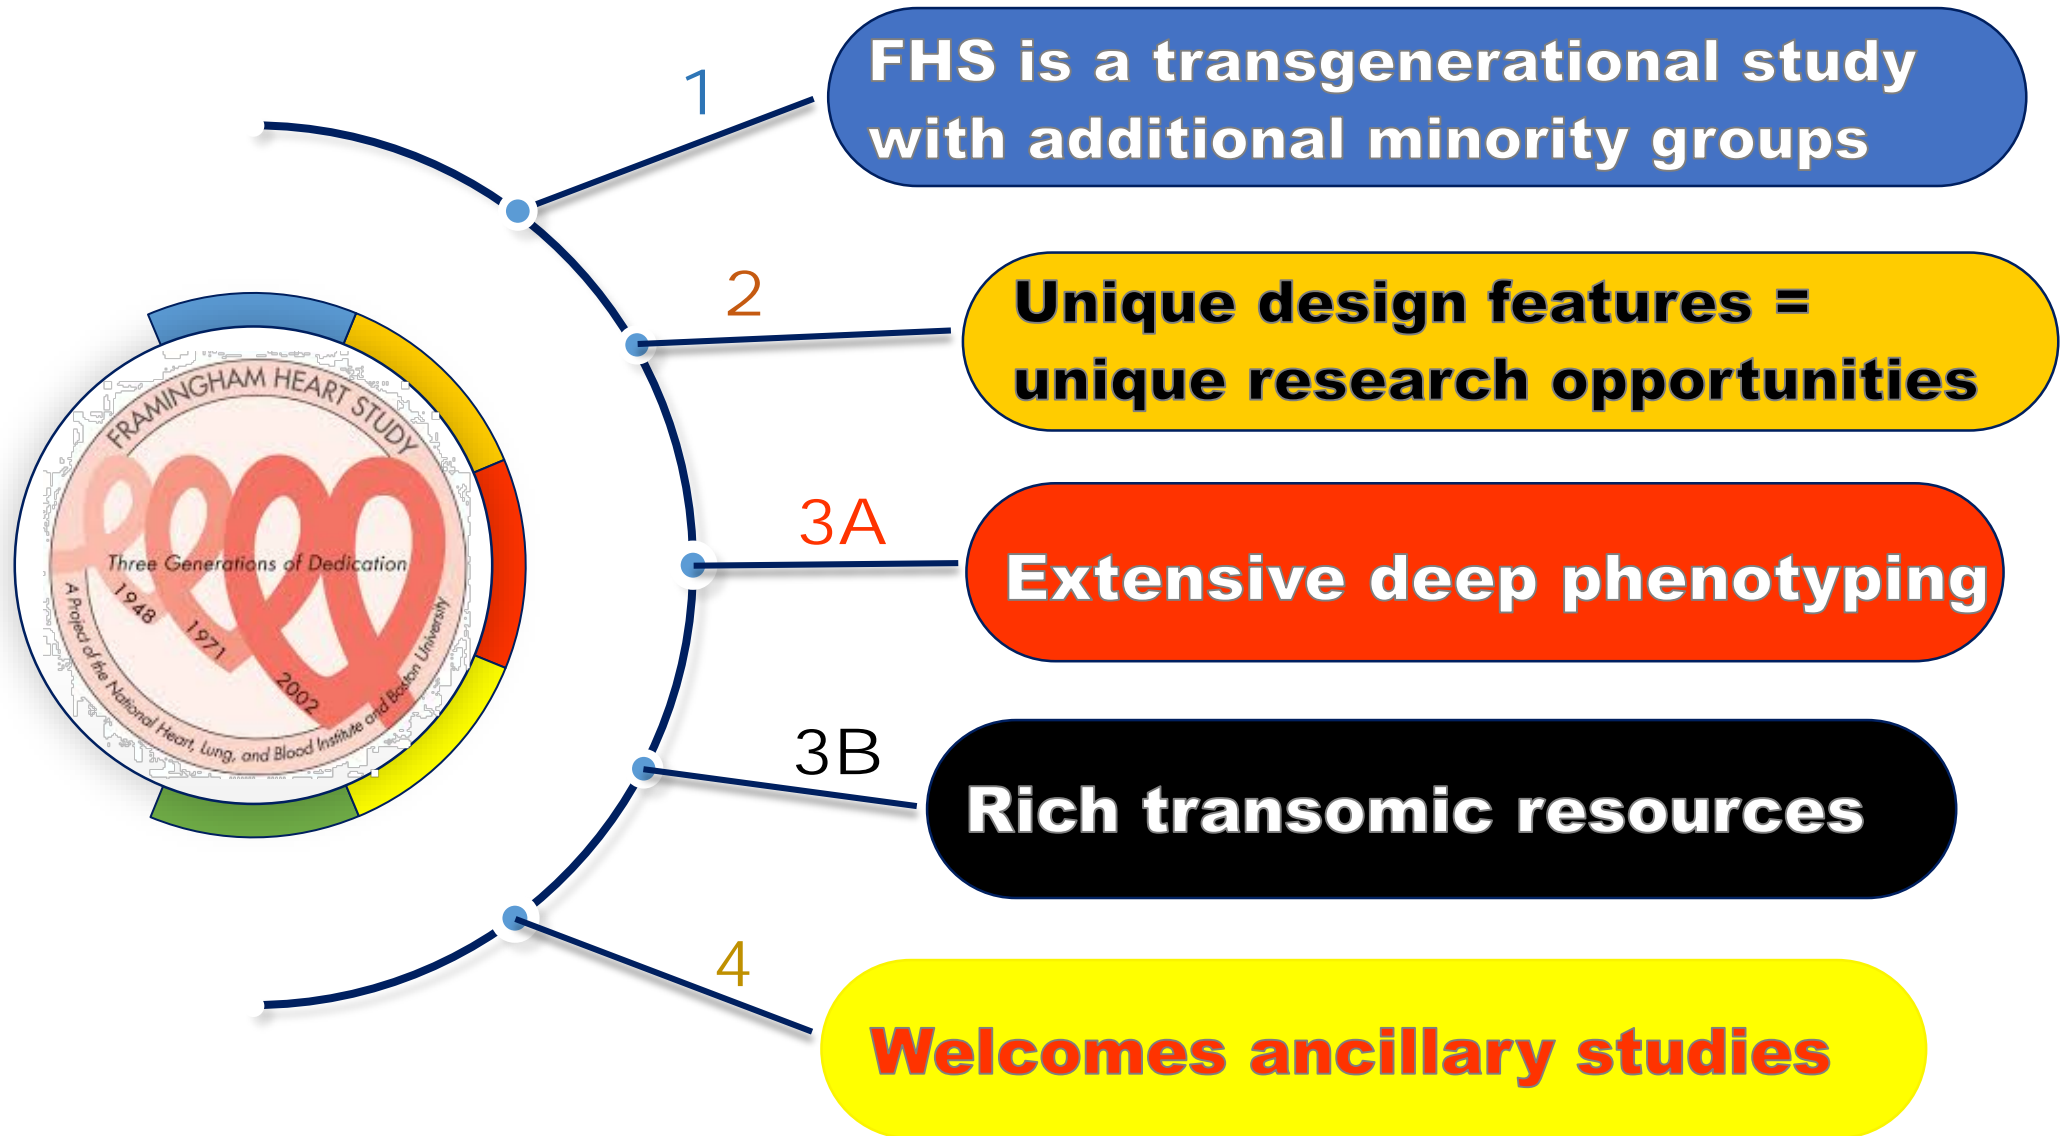 FRAMINGHAM HEART STUDY
Three Generations of Dedication
1948
1971
2002
A Project of the National Heart, Lung, and Blood Institute and Boston University
1
FHS is a transgenerational study
with additional minority groups
2
Unique design features =
unique research opportunities
3A
Extensive deep phenotyping
3B
Rich transomic resources
4
Welcomes ancillary studies